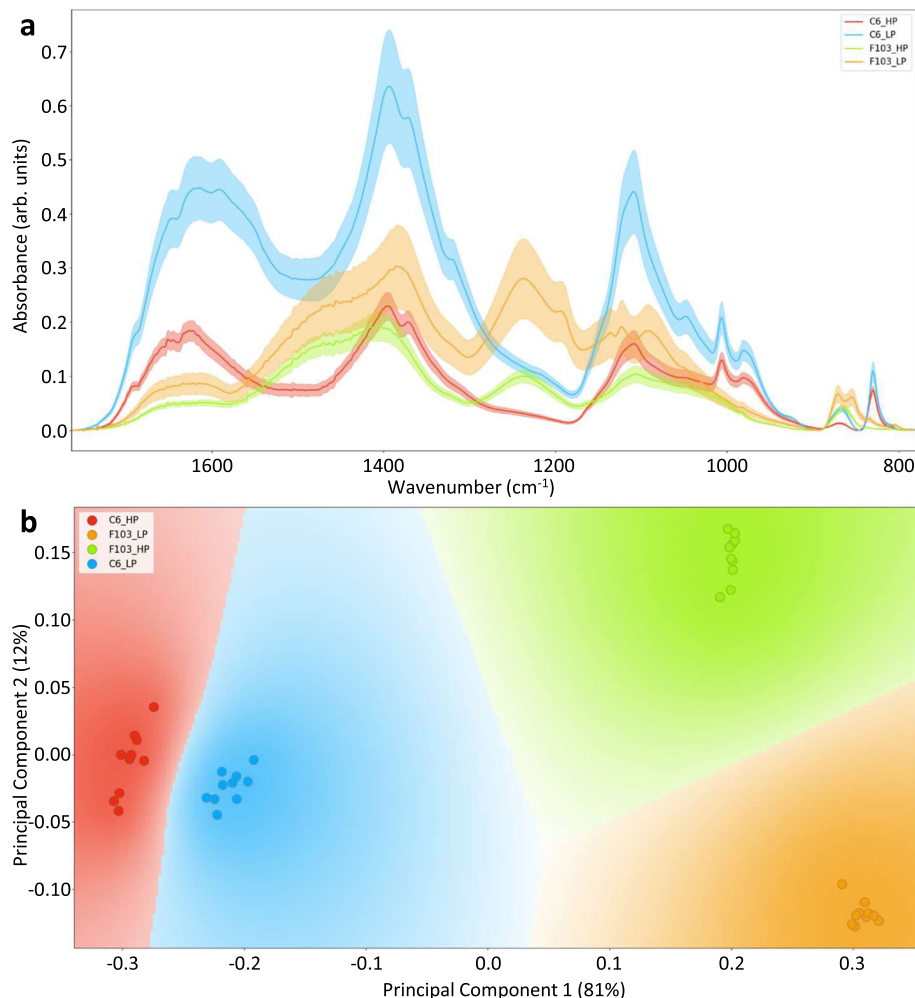 a
C6_HP
C6_LP
F103_HP
F103_LP
0.7
0.6
0.5
0.4
0.3
0.2
0.1
0.0
Absorbance (arb. units)
1600
1400
1200
1000
800
Wavenumber (cm⁻¹)
b
C6_HP
F103_LP
F103_HP
C6_LP
0.15
0.10
0.05
0.00
-0.05
-0.10
Principal Component 2 (12%)
-0.3
-0.2
-0.1
0.0
0.1
0.2
0.3
Principal Component 1 (81%)